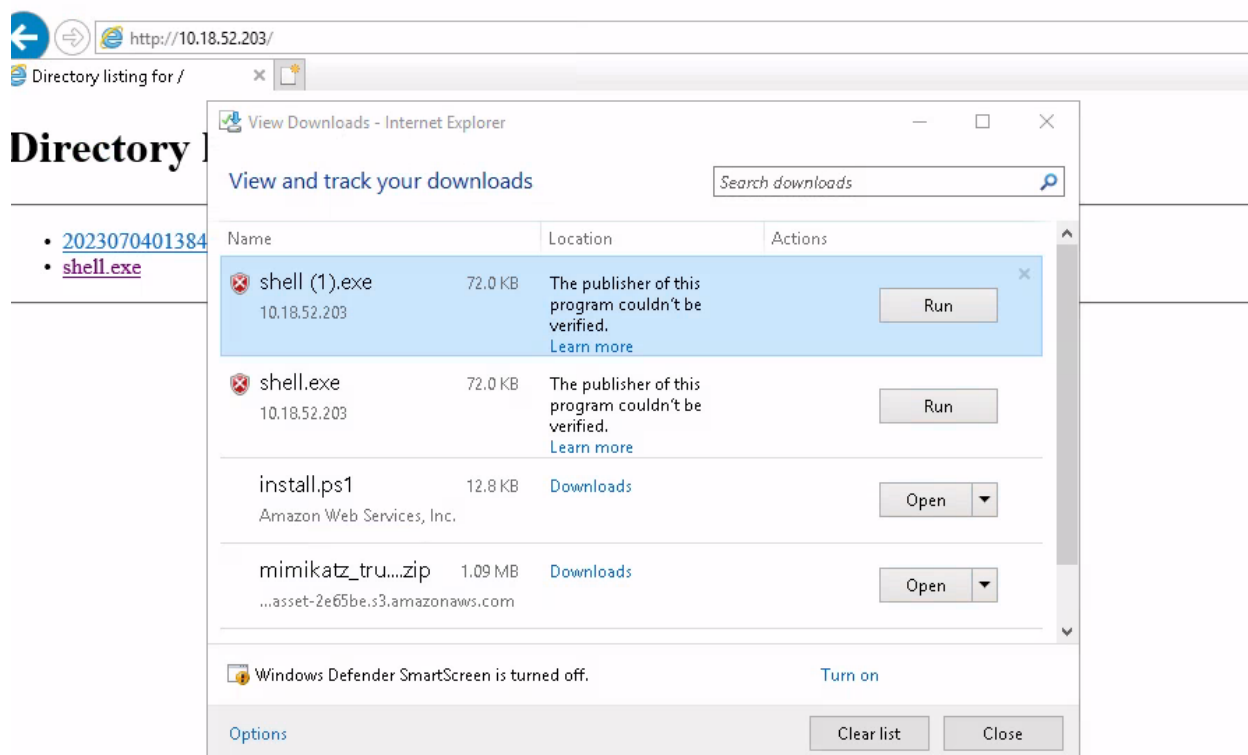 http://10.18.52.203/
Directory listing for /
View Downloads - Internet Explorer
Directory
View and track your downloads
Search downloads
2023070401384
shell.exe
Name Location Actions
shell (1).exe 72.0 KB The publisher of this program couldn't be verified. Learn more Run
10.18.52.203
shell.exe 72.0 KB The publisher of this program couldn't be verified. Learn more Run
10.18.52.203
install.ps1 12.8 KB Downloads Open
Amazon Web Services, Inc.
mimikatz_tru....zip 1.09 MB Downloads Open
...asset-2e65be.s3.amazonaws.com
Windows Defender SmartScreen is turned off. Turn on
Options Clear list Close